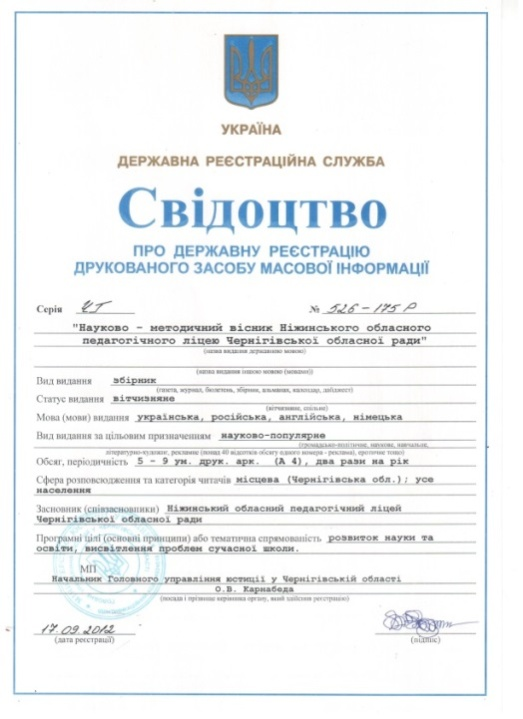 УКРАЇНА
ДЕРЖАВНА РЕЄСТРАЦІЙНА СЛУЖБА
Свідоцтво
ПРО ДЕРЖАВНУ РЕЄСТРАЦІЮ
ДРУКОВАНОГО ЗАСОБУ МАСОВОЇ ІНФОРМАЦІЇ
Серія ЧГ № 526-175 Р
"Науково - методичний вісник Ніжинського обласного
педагогічного ліцею Чернігівської обласної ради"
(назва видання державною мовою)
(назва видання іншою мовою (мовами))
Вид видання збірник
(газета, журнал, бюлетень, збірник, альманах, календар, дайджест)
Статус видання вітчизняне
(вітчизняне, спільне)
Мова (мови) видання українська, російська, англійська, німецька
Вид видання за цільовим призначенням науково-популярне
(громадсько-політичне, наукове, навчальне,
літературно-художнє, рекламне (понад 40 відсотків обсягу одного номера - реклама), еротичне тощо)
Обсяг, періодичність 5 - 9 ум. друк. арк. (А 4), два рази на рік
Сфера розповсюдження та категорія читачів місцева (Чернігівська обл.); усе
населення
Засновник (співзасновники) Ніжинський обласний педагогічний ліцей
Чернігівської обласної ради
Програмні цілі (основні принципи) або тематична спрямованість розвиток науки та
освіти, висвітлення проблем сучасної школи.
МП
Начальник Головного управління юстиції у Чернігівській області
О.В. Карнабеда
(посада і прізвище керівника органу, який здійснив реєстрацію)
17.09.2012
(дата реєстрації) (підпис)